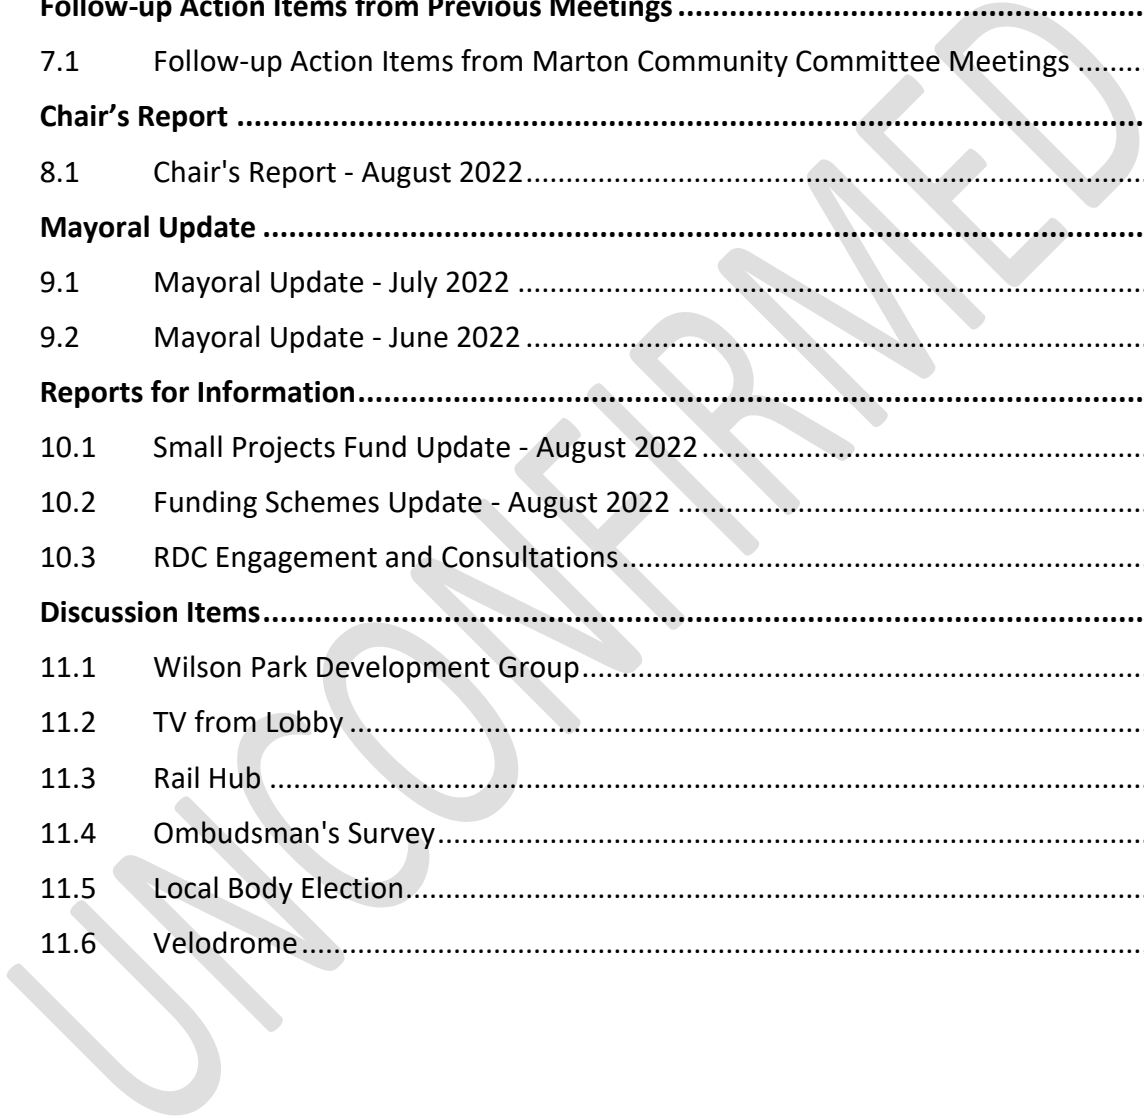 Follow-up Action Items from Previous Meetings ..........
7.1 Follow-up Action Items from Marton Community Committee Meetings ..........
Chair’s Report ..........
8.1 Chair's Report - August 2022 ..........
Mayoral Update ..........
9.1 Mayoral Update - July 2022 ..........
9.2 Mayoral Update - June 2022 ..........
Reports for Information ..........
10.1 Small Projects Fund Update - August 2022 ..........
10.2 Funding Schemes Update - August 2022 ..........
10.3 RDC Engagement and Consultations ..........
Discussion Items ..........
11.1 Wilson Park Development Group ..........
11.2 TV from Lobby ..........
11.3 Rail Hub ..........
11.4 Ombudsman's Survey ..........
11.5 Local Body Election ..........
11.6 Velodrome ..........
UNCONFIRMED